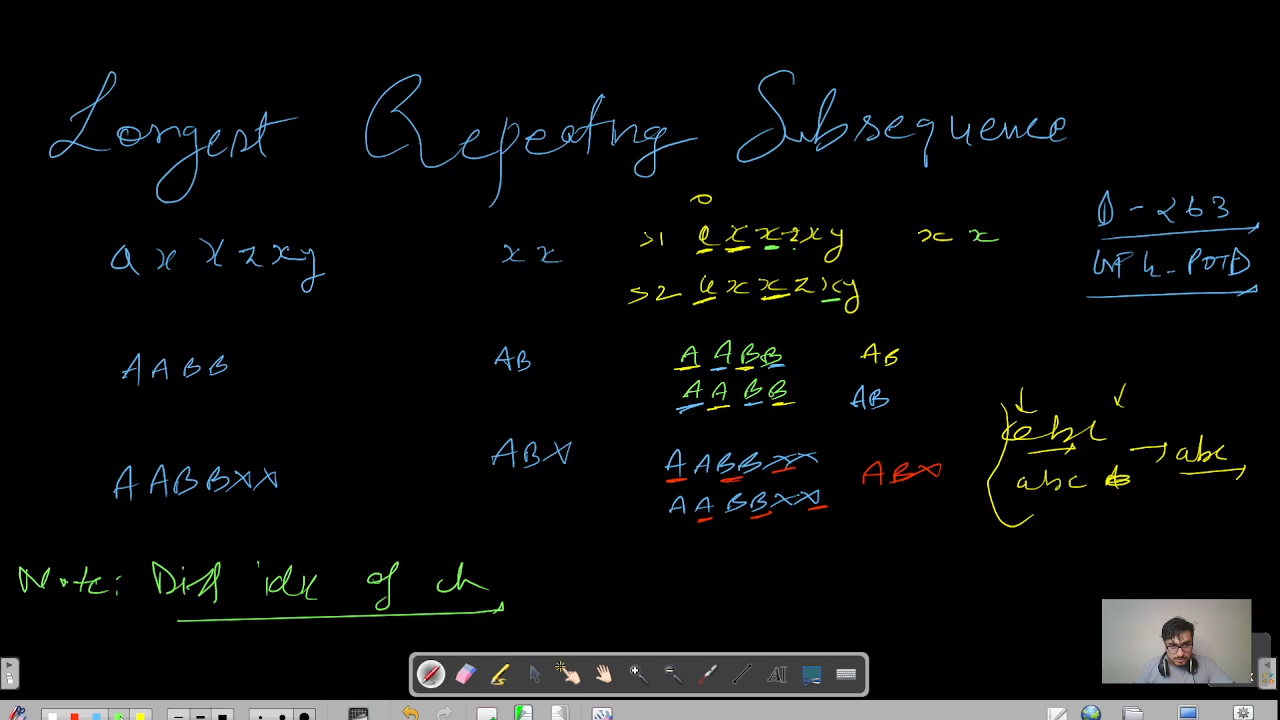 Longest Repeating Subsequence
D-263
GFG-POTD
axxzxy
xx
0
s1 axxzxy
xx
s2 axxzxy
AABB
AB
AABB
AB
AABB
AB
AABBXX
ABX
AABBXX
ABX
AABBXX
abc
abc
→ abc
Note: Diff idx of ch